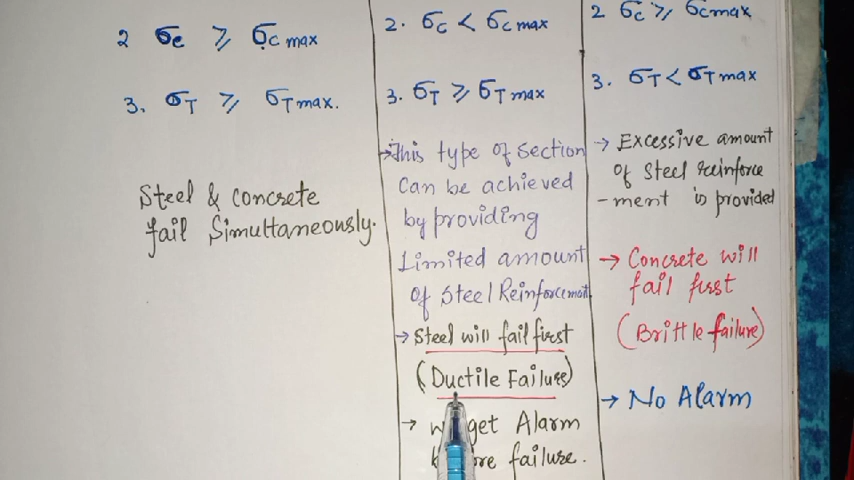 2 σc ≥ σc max
3. σT ≥ σT max.
Steel & concrete
fail Simultaneously.
2. σc < σc max
3. σT ≥ σT max
→ This type of section
can be achieved
by providing
Limited amount
of Steel Reinforcement
→ Steel will fail first
(Ductile Failure)
→ get Alarm
failure.
2 σc ≥ σcmax
3. σT < σT max
→ Excessive amount
of Steel reinforce
-ment is provided
→ Concrete will
fail first
(Brittle failure)
→ No Alarm